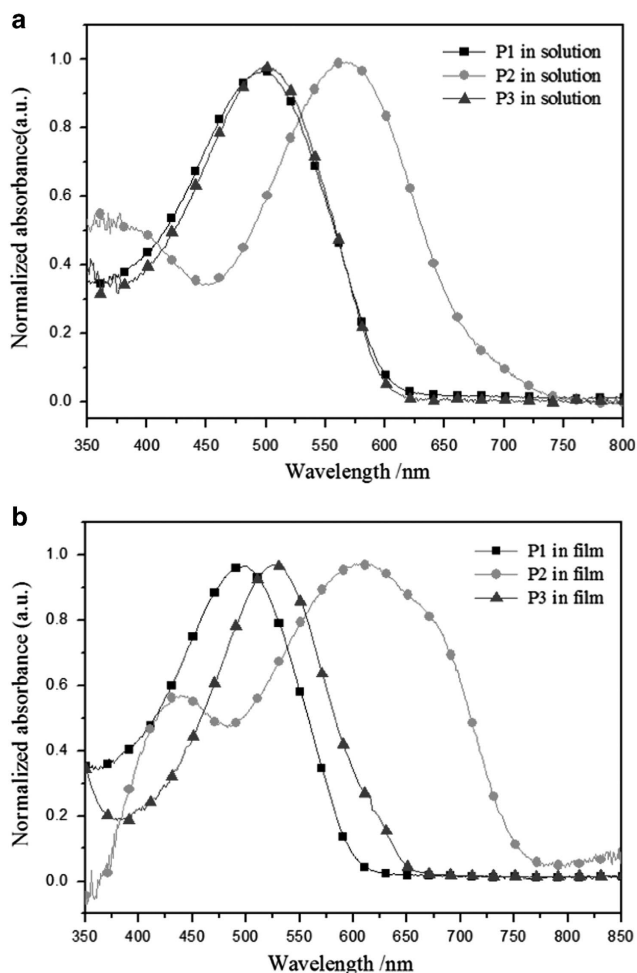 a
P1 in solution
P2 in solution
P3 in solution
Normalized absorbance(a.u.)
1.0
0.8
0.6
0.4
0.2
0.0
350 400 450 500 550 600 650 700 750 800
Wavelength /nm
b
P1 in film
P2 in film
P3 in film
Normalized absorbance (a.u.)
1.0
0.8
0.6
0.4
0.2
0.0
350 400 450 500 550 600 650 700 750 800 850
Wavelength /nm